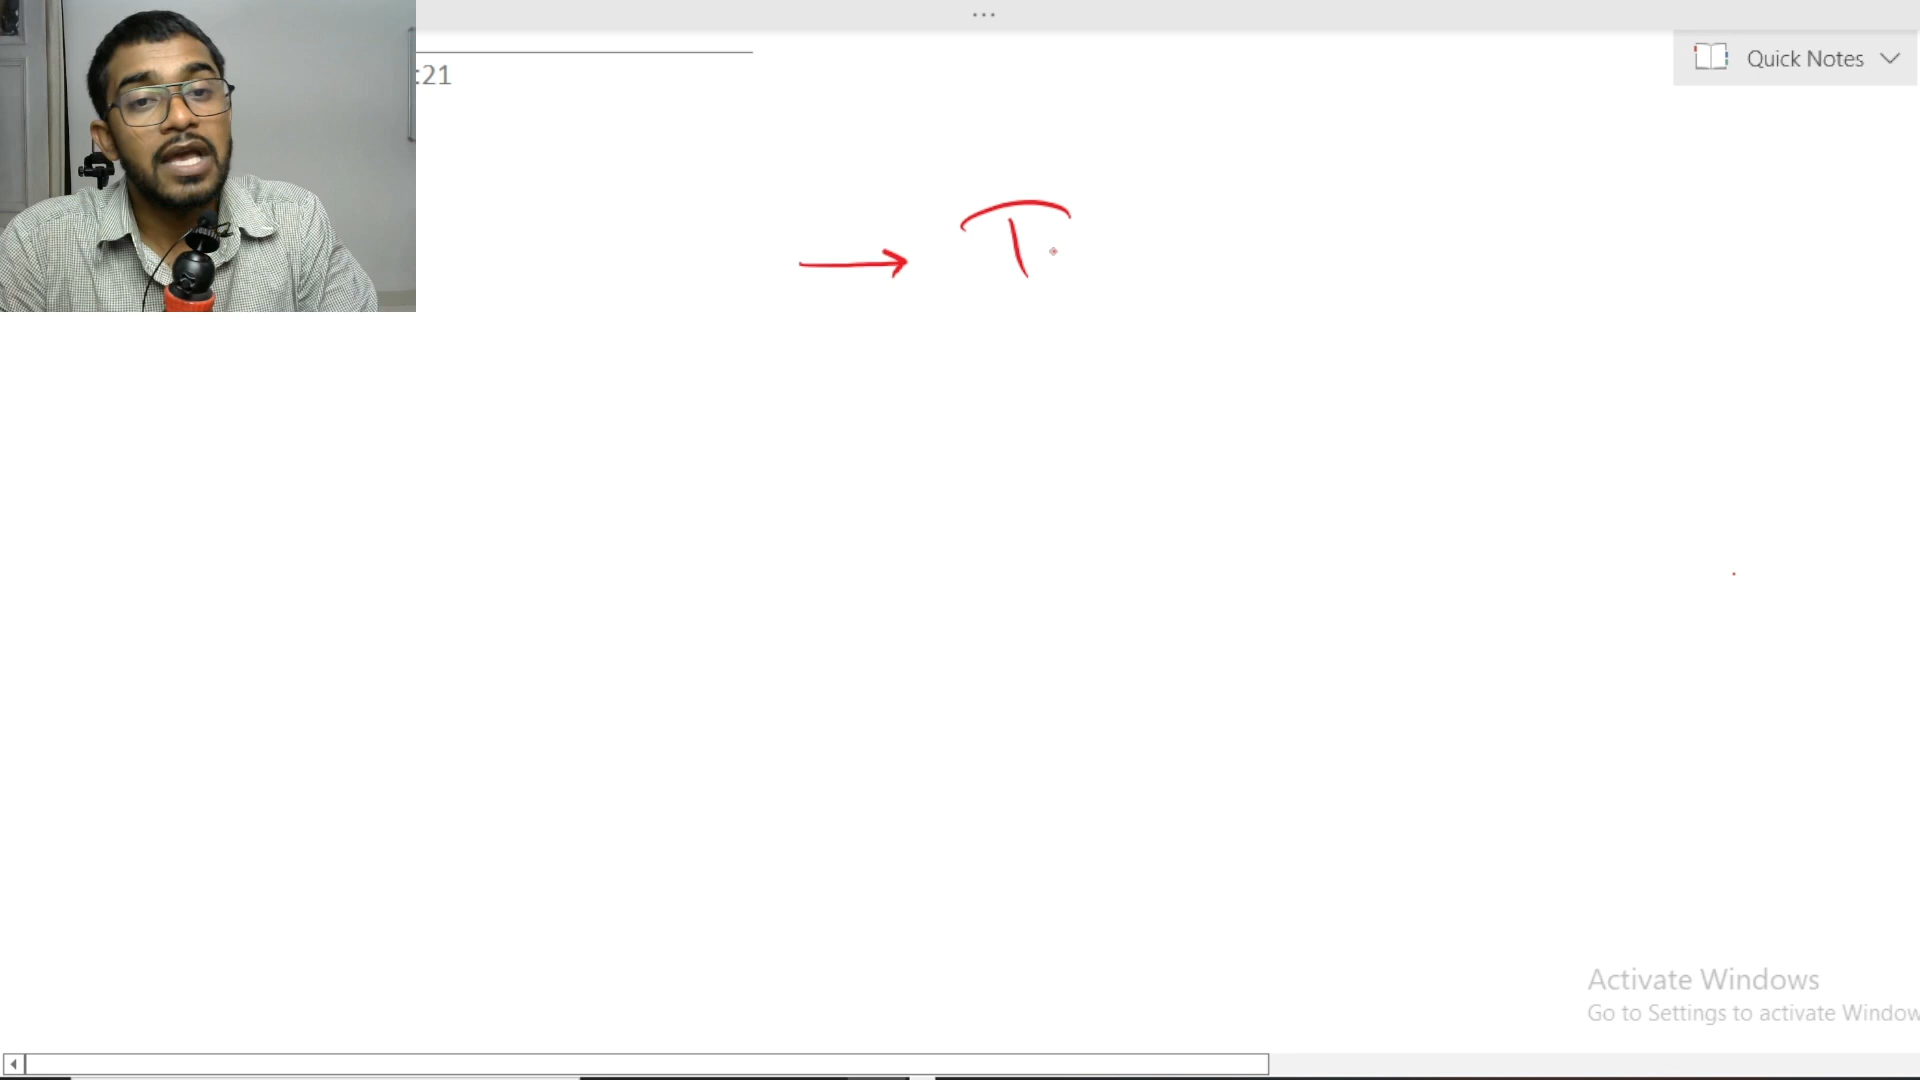 ...
:21
Quick Notes
→ T
Activate Windows
Go to Settings to activate Window